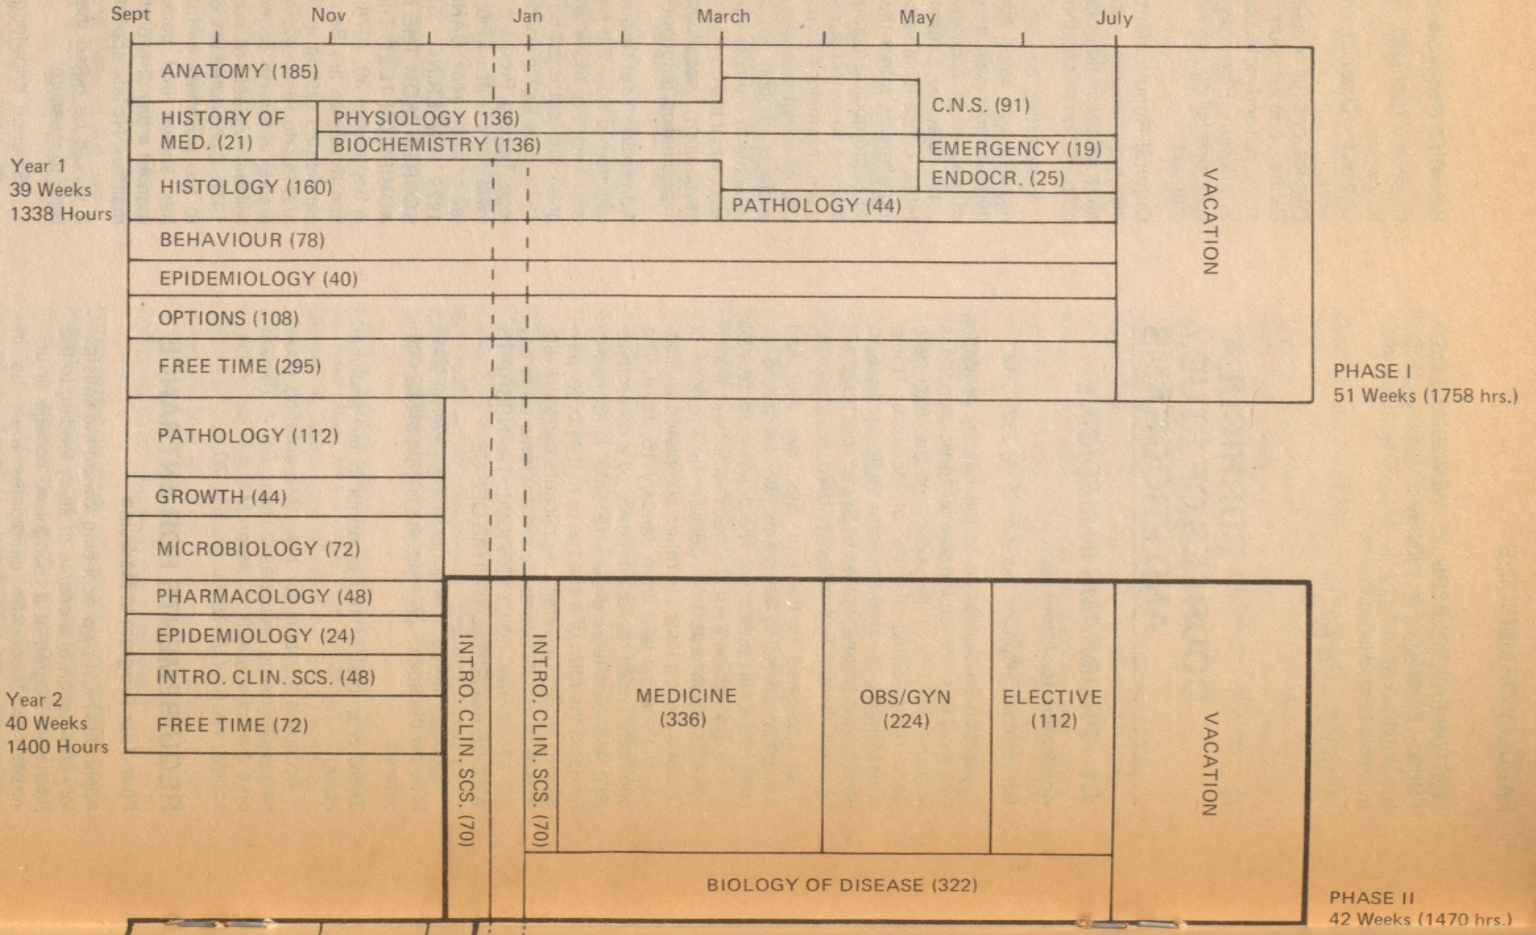 Sept Nov Jan March May July
ANATOMY (185)
C.N.S. (91)
HISTORY OF
MED. (21)
PHYSIOLOGY (136)
BIOCHEMISTRY (136)
EMERGENCY (19)
Year 1
39 Weeks
1338 Hours
HISTOLOGY (160)
ENDOCR. (25)
PATHOLOGY (44)
VACATION
BEHAVIOUR (78)
EPIDEMIOLOGY (40)
OPTIONS (108)
FREE TIME (295)
PHASE I
51 Weeks (1758 hrs.)
PATHOLOGY (112)
GROWTH (44)
MICROBIOLOGY (72)
PHARMACOLOGY (48)
EPIDEMIOLOGY (24)
INTRO. CLIN. SCS. (48)
Year 2
40 Weeks
1400 Hours
FREE TIME (72)
INTRO. CLIN. SCS. (70)
INTRO. CLIN. SCS. (70)
MEDICINE
(336)
OBS/GYN
(224)
ELECTIVE
(112)
VACATION
BIOLOGY OF DISEASE (322)
PHASE II
42 Weeks (1470 hrs.)